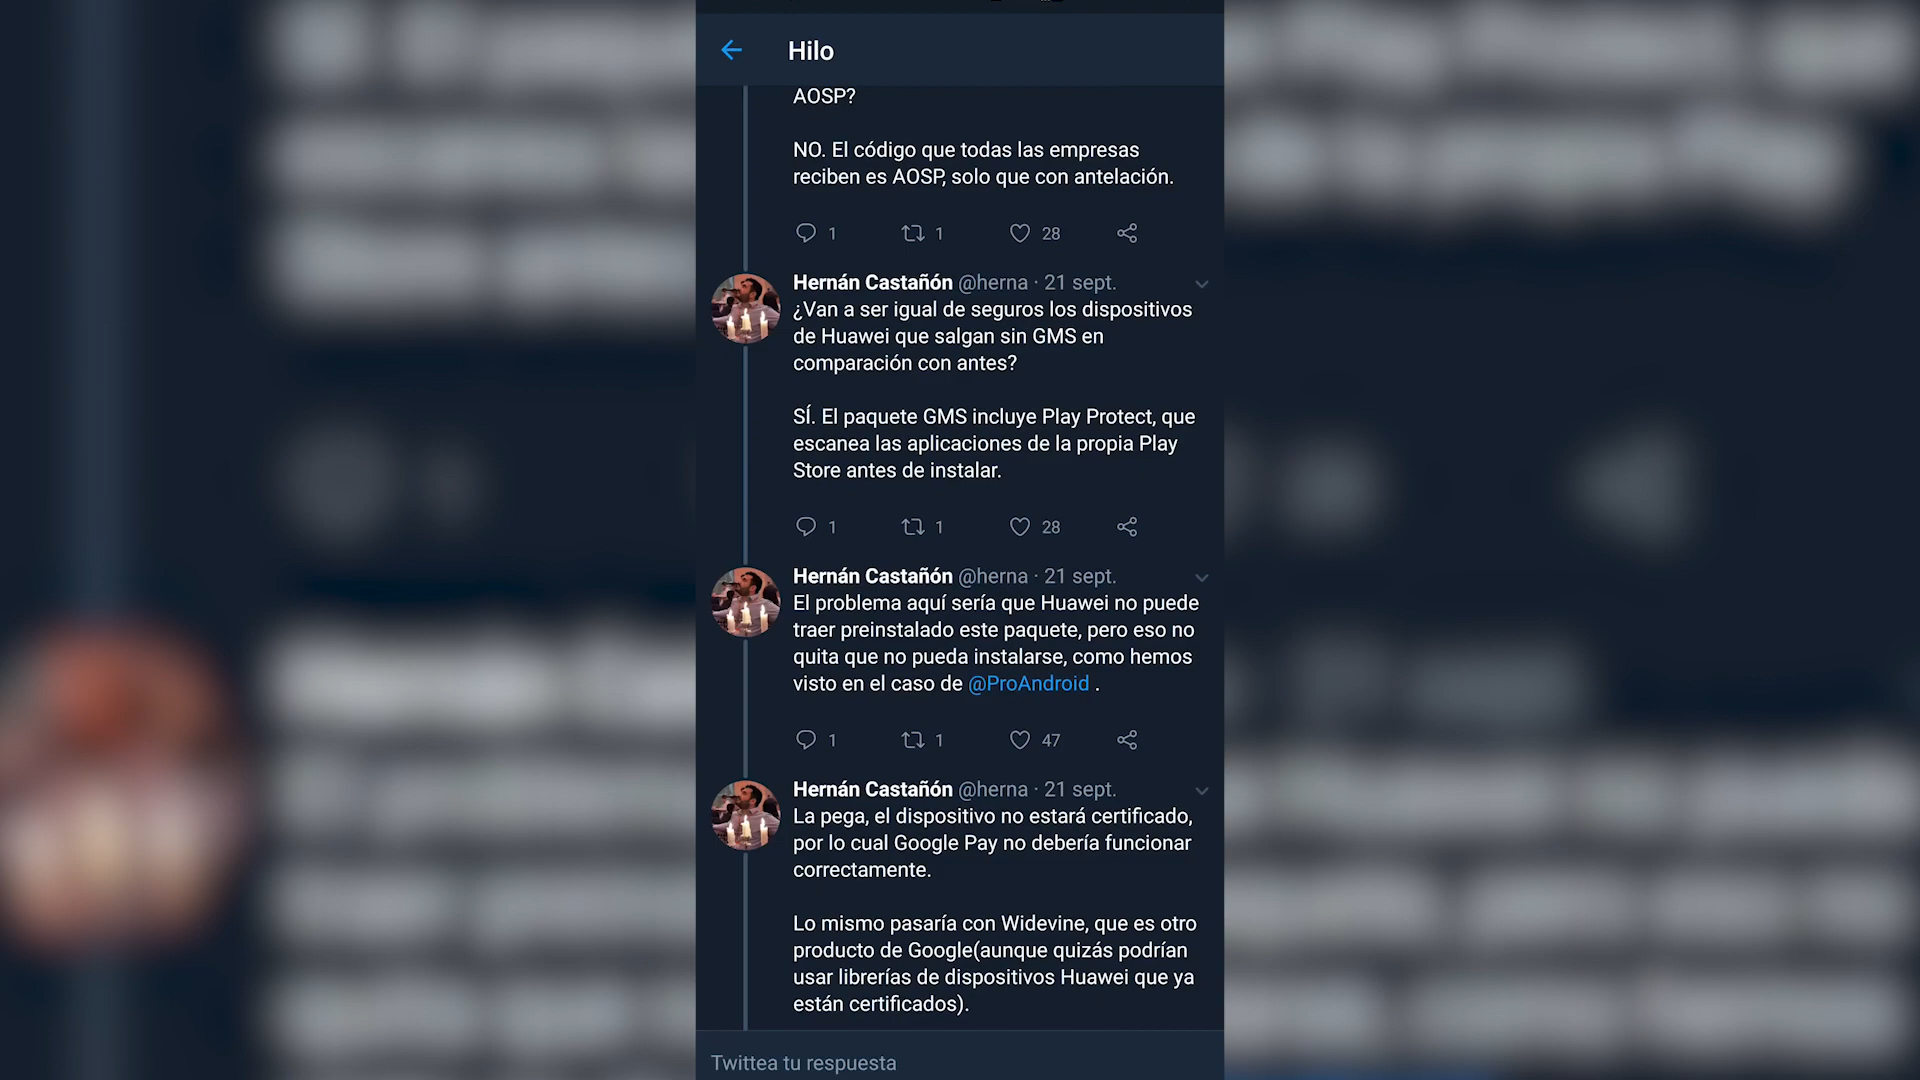 Hilo
AOSP?
NO. El código que todas las empresas
reciben es AOSP, solo que con antelación.
1 1 28
Hernán Castañón @herna · 21 sept.
¿Van a ser igual de seguros los dispositivos
de Huawei que salgan sin GMS en
comparación con antes?
SÍ. El paquete GMS incluye Play Protect, que
escanea las aplicaciones de la propia Play
Store antes de instalar.
1 1 28
Hernán Castañón @herna · 21 sept.
El problema aquí sería que Huawei no puede
traer preinstalado este paquete, pero eso no
quita que no pueda instalarse, como hemos
visto en el caso de @ProAndroid .
1 1 47
Hernán Castañón @herna · 21 sept.
La pega, el dispositivo no estará certificado,
por lo cual Google Pay no debería funcionar
correctamente.
Lo mismo pasaría con Widevine, que es otro
producto de Google(aunque quizás podrían
usar librerías de dispositivos Huawei que ya
están certificados).
Twittea tu respuesta